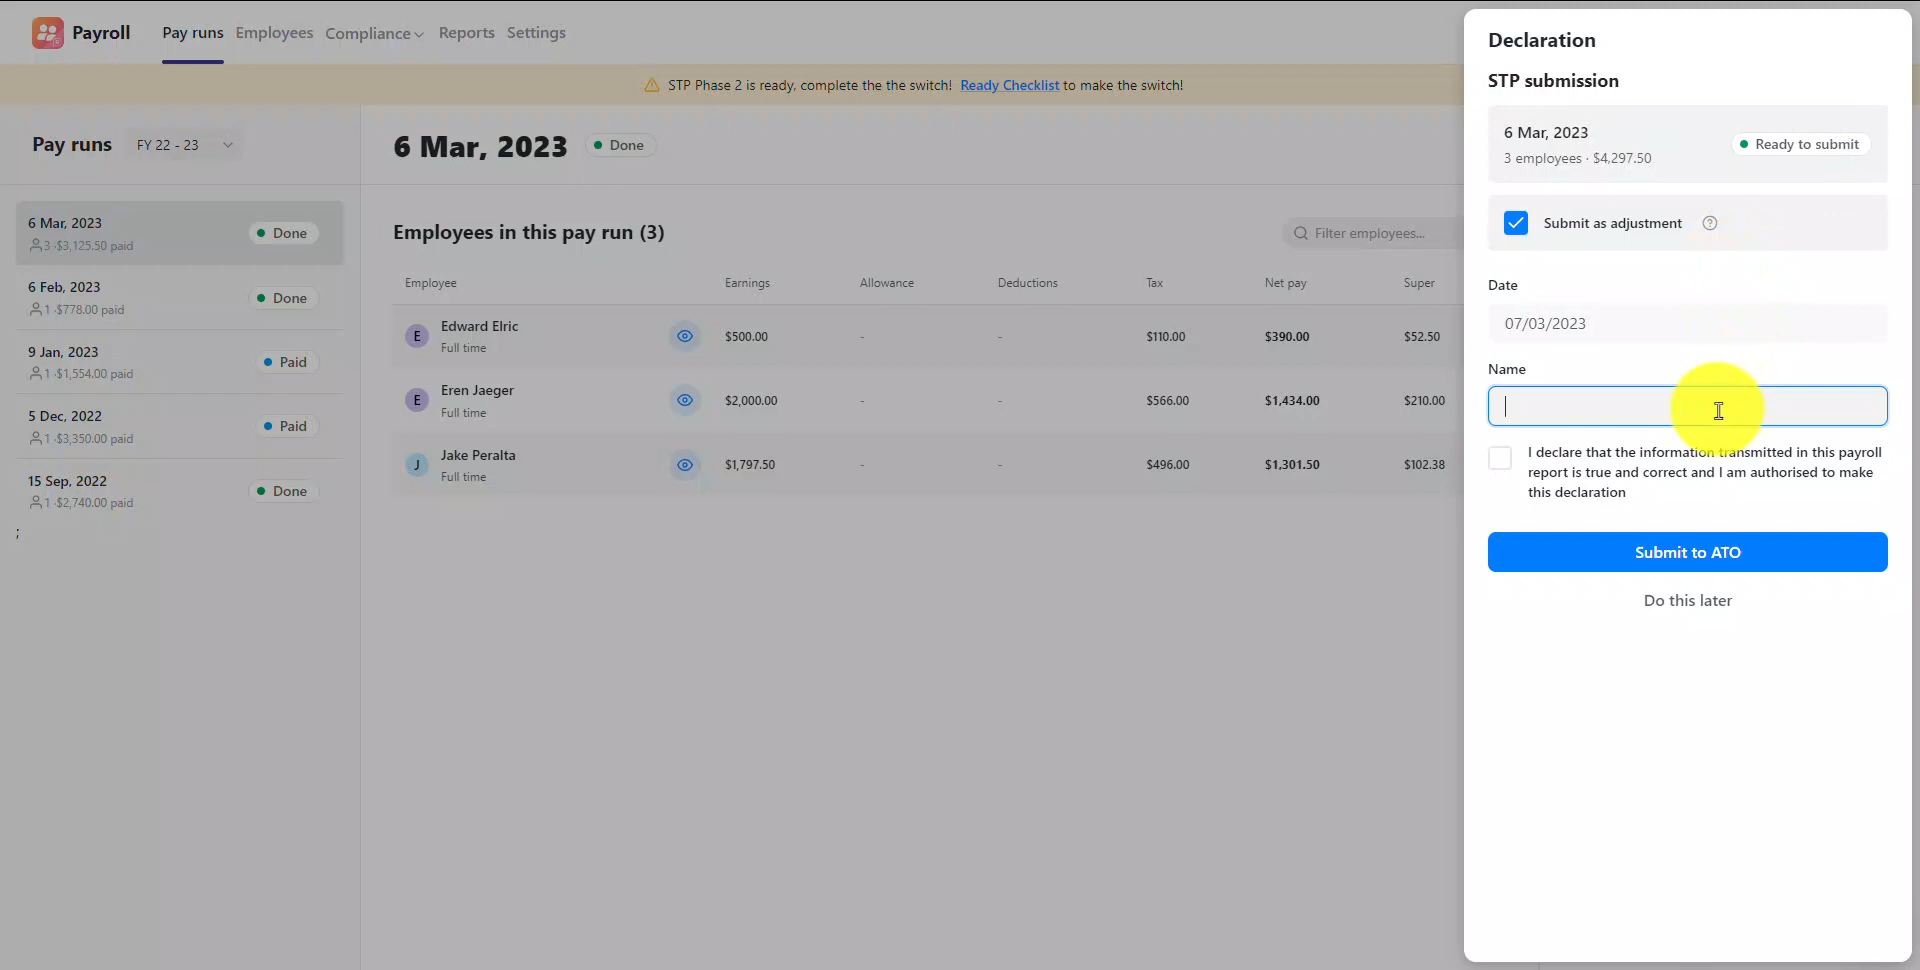 Payroll
Pay runs Employees Compliance Reports Settings
STP Phase 2 is ready, complete the the switch! Ready Checklist to make the switch!
Pay runs FY 22 - 23
6 Mar, 2023
3 ·$3,125.50 paid
Done
6 Feb, 2023
1 ·$778.00 paid
Done
9 Jan, 2023
1 ·$1,554.00 paid
Paid
5 Dec, 2022
1 ·$3,350.00 paid
Paid
15 Sep, 2022
1 ·$2,740.00 paid
Done
;
6 Mar, 2023 Done
Employees in this pay run (3)
Filter employees...
Employee Earnings Allowance Deductions Tax Net pay Super
E Edward Elric
Full time
$500.00 - - $110.00 $390.00 $52.50
E Eren Jaeger
Full time
$2,000.00 - - $566.00 $1,434.00 $210.00
J Jake Peralta
Full time
$1,797.50 - - $496.00 $1,301.50 $102.38
Declaration
STP submission
6 Mar, 2023
3 employees · $4,297.50
Ready to submit
Submit as adjustment ?
Date
07/03/2023
Name
I declare that the information transmitted in this payroll
report is true and correct and I am authorised to make
this declaration
Submit to ATO
Do this later